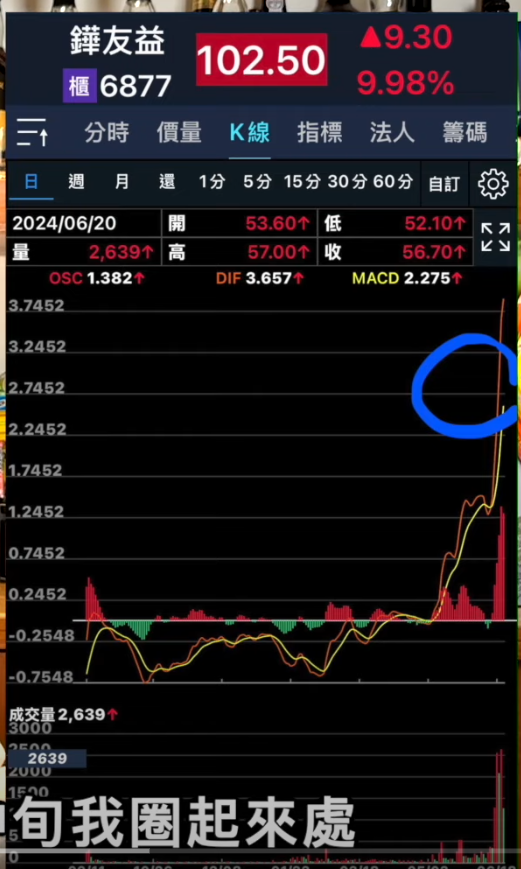 鏵友益
櫃 6877
102.50
▲9.30
9.98%
分時 價量 K線 指標 法人 籌碼
日 週 月 還 1分 5分 15分 30分 60分 自訂
2024/06/20 開 53.60↑ 低 52.10↑
量 2,639↑ 高 57.00↑ 收 56.70↑
OSC 1.382↑ DIF 3.657↑ MACD 2.275↑
3.7452
3.2452
2.7452
2.2452
1.7452
1.2452
0.7452
0.2452
-0.2548
-0.7548
成交量 2,639↑
3000
2639
2000
旬我圈起來處
0